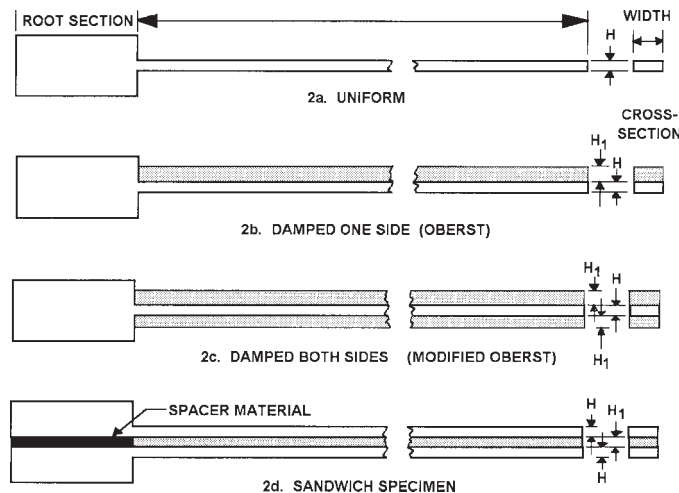 ROOT SECTION
WIDTH
H
2a. UNIFORM
CROSS-
SECTION
H1
H
2b. DAMPED ONE SIDE (OBERST)
H1
H
2c. DAMPED BOTH SIDES (MODIFIED OBERST)
H1
SPACER MATERIAL
H
H1
2d. SANDWICH SPECIMEN
H